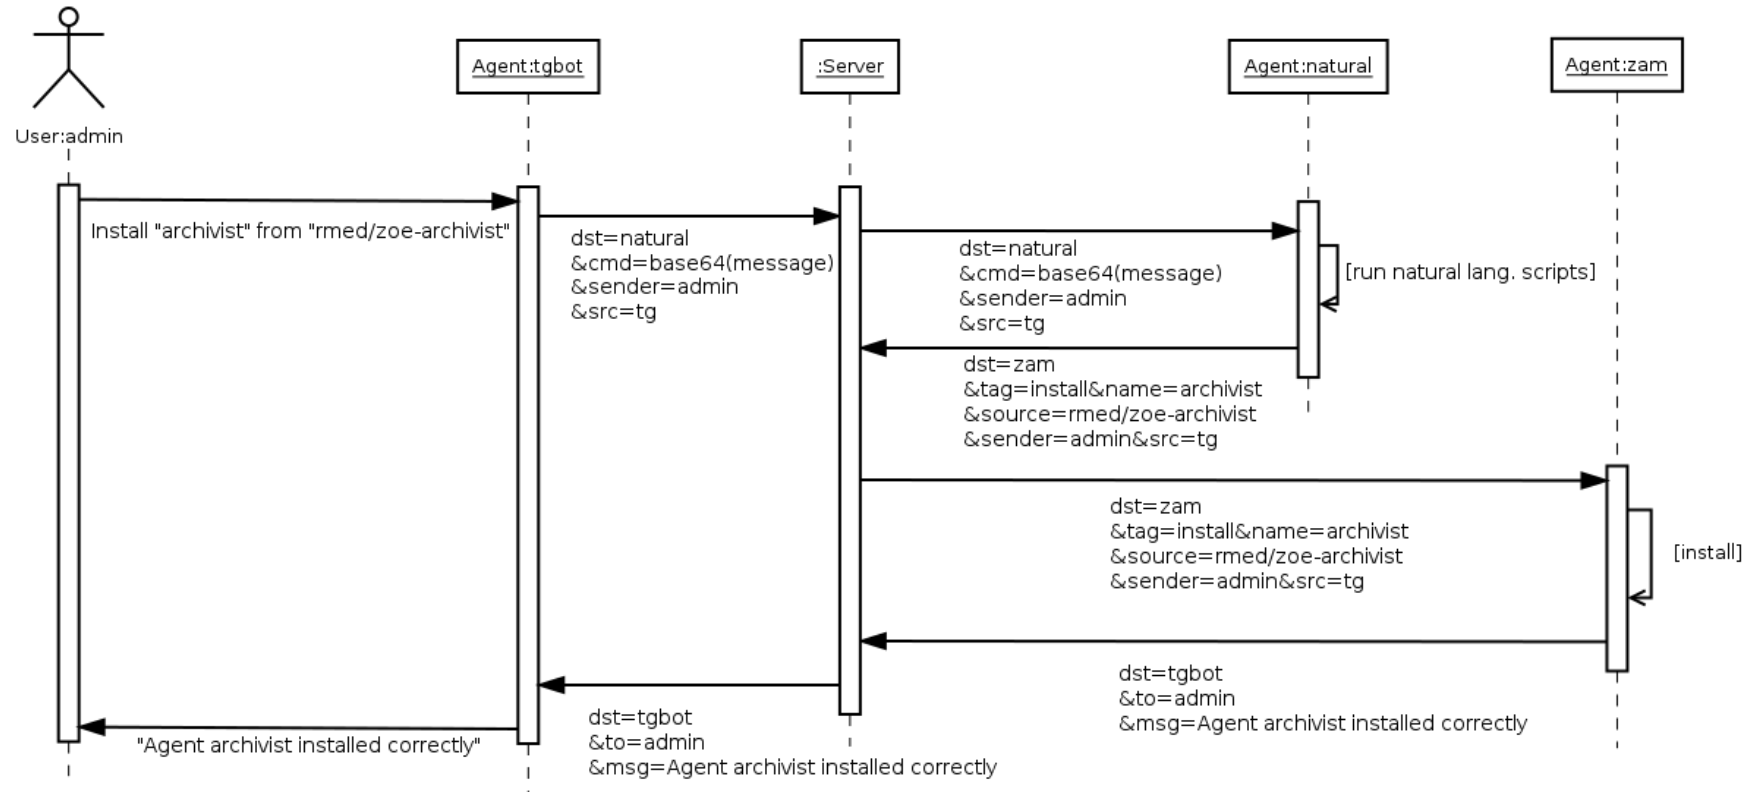 User:admin
Agent:tgbot
:Server
Agent:natural
Agent:zam
Install "archivist" from "rmed/zoe-archivist"
dst=natural
&cmd=base64(message)
&sender=admin
&src=tg
dst=natural
&cmd=base64(message)
&sender=admin
&src=tg
[run natural lang. scripts]
dst=zam
&tag=install&name=archivist
&source=rmed/zoe-archivist
&sender=admin&src=tg
dst=zam
&tag=install&name=archivist
&source=rmed/zoe-archivist
&sender=admin&src=tg
[install]
dst=tgbot
&to=admin
&msg=Agent archivist installed correctly
dst=tgbot
&to=admin
&msg=Agent archivist installed correctly
"Agent archivist installed correctly"